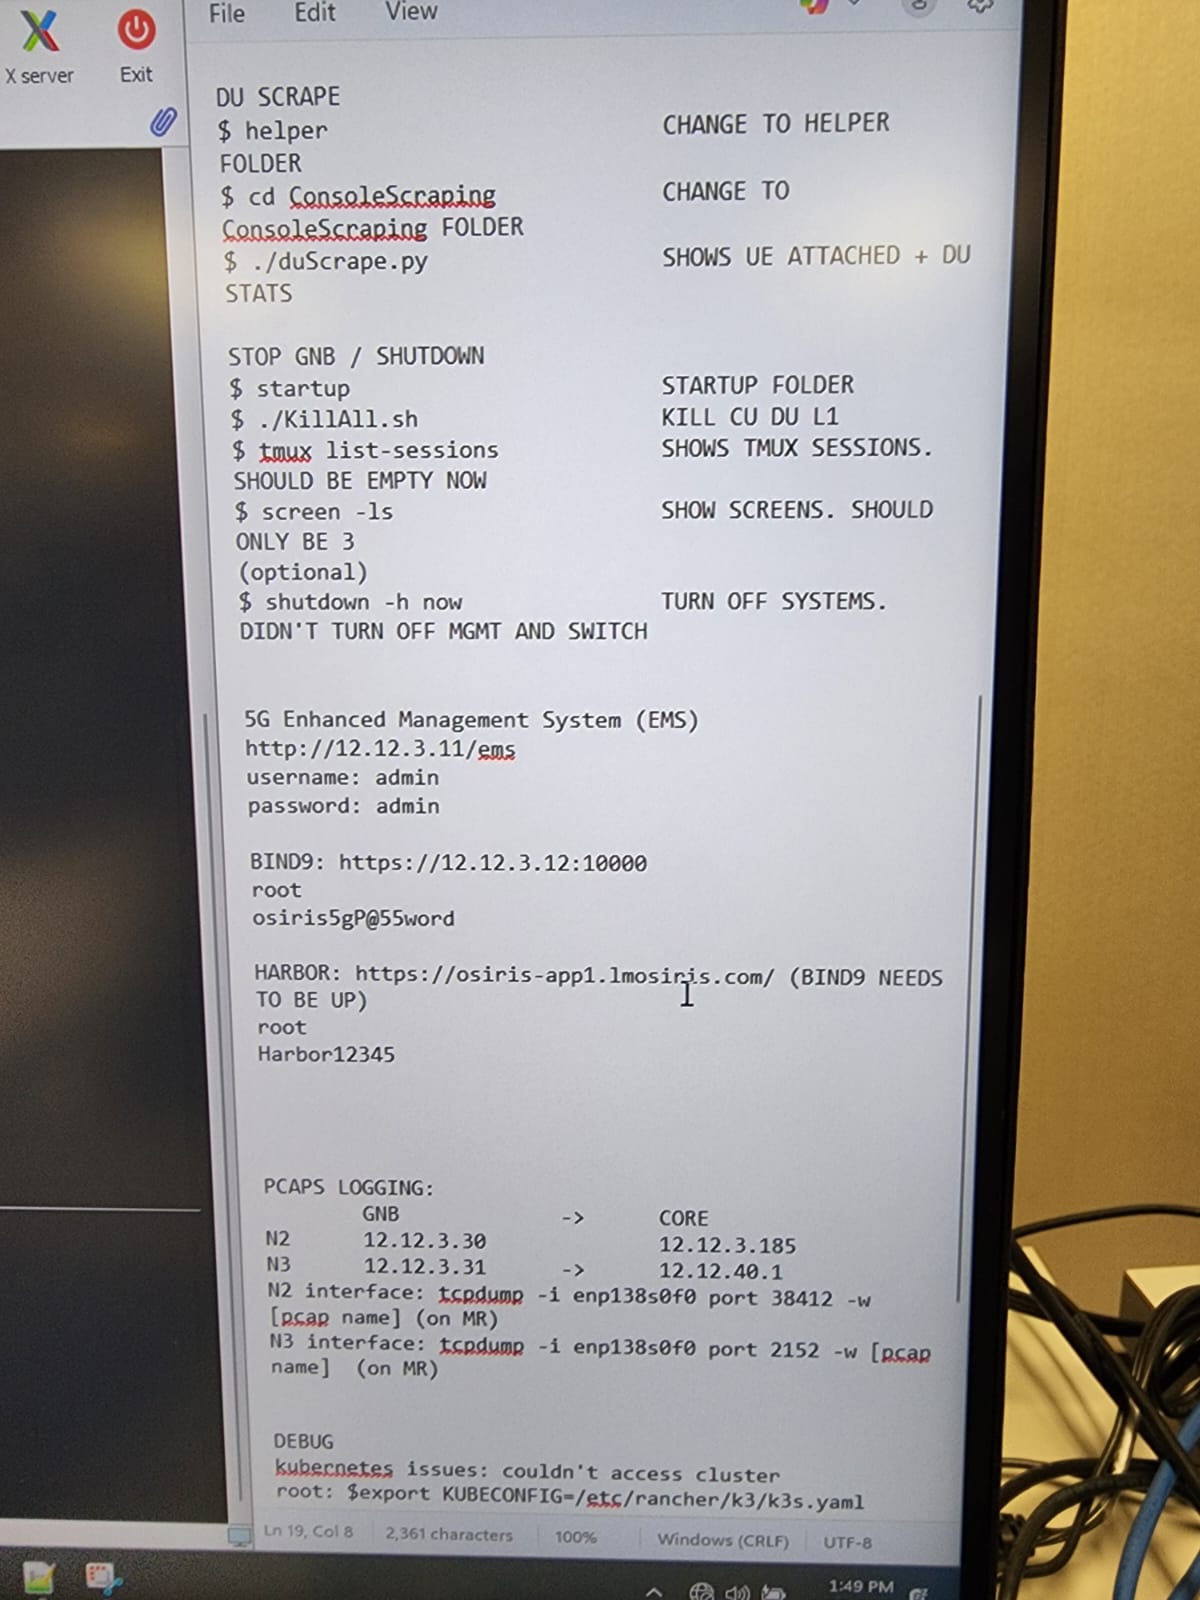 File Edit View
X server Exit
DU SCRAPE
$ helper CHANGE TO HELPER
FOLDER
$ cd ConsoleScraping CHANGE TO
ConsoleScraping FOLDER
$ ./duScrape.py SHOWS UE ATTACHED + DU
STATS
STOP GNB / SHUTDOWN
$ startup STARTUP FOLDER
$ ./KillAll.sh KILL CU DU L1
$ tmux list-sessions SHOWS TMUX SESSIONS.
SHOULD BE EMPTY NOW
$ screen -ls SHOW SCREENS. SHOULD
ONLY BE 3
(optional)
$ shutdown -h now TURN OFF SYSTEMS.
DIDN'T TURN OFF MGMT AND SWITCH
5G Enhanced Management System (EMS)
http://12.12.3.11/ems
username: admin
password: admin
BIND9: https://12.12.3.12:10000
root
osiris5gP@55word
HARBOR: https://osiris-app1.lmosiris.com/ (BIND9 NEEDS
TO BE UP)
root
Harbor12345
PCAPS LOGGING:
GNB -> CORE
N2 12.12.3.30 12.12.3.185
N3 12.12.3.31 -> 12.12.40.1
N2 interface: tcpdump -i enp138s0f0 port 38412 -w
[pcap name] (on MR)
N3 interface: tcpdump -i enp138s0f0 port 2152 -w [pcap
name] (on MR)
DEBUG
kubernetes issues: couldn't access cluster
root: $export KUBECONFIG=/etc/rancher/k3/k3s.yaml
Ln 19, Col 8 2,361 characters 100% Windows (CRLF) UTF-8
1:49 PM